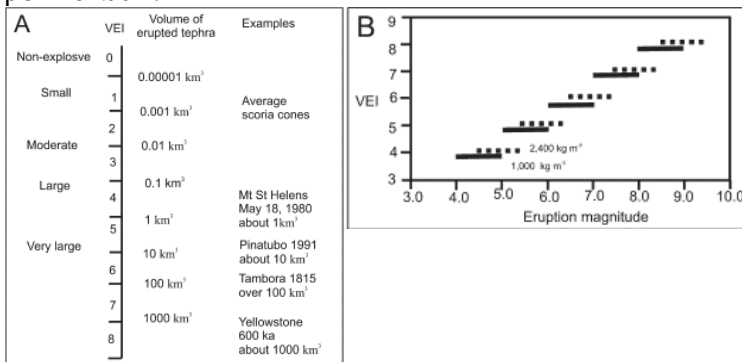 A
VEI
Volume of
erupted tephra
Examples
Non-explosve
0
0.00001 km³
Small
1
0.001 km³
Average
scoria cones
2
Moderate
0.01 km³
3
Large
0.1 km³
4
Mt St Helens
May 18, 1980
about 1km³
1 km³
5
Very large
10 km³
Pinatubo 1991
about 10 km³
6
100 km³
Tambora 1815
over 100 km³
7
1000 km³
Yellowstone
600 ka
about 1000 km³
8
B
9
8
7
VEI
6
5
4
3
2,400 kg m⁻³
1,000 kg m⁻³
3.0 4.0 5.0 6.0 7.0 8.0 9.0 10.0
Eruption magnitude